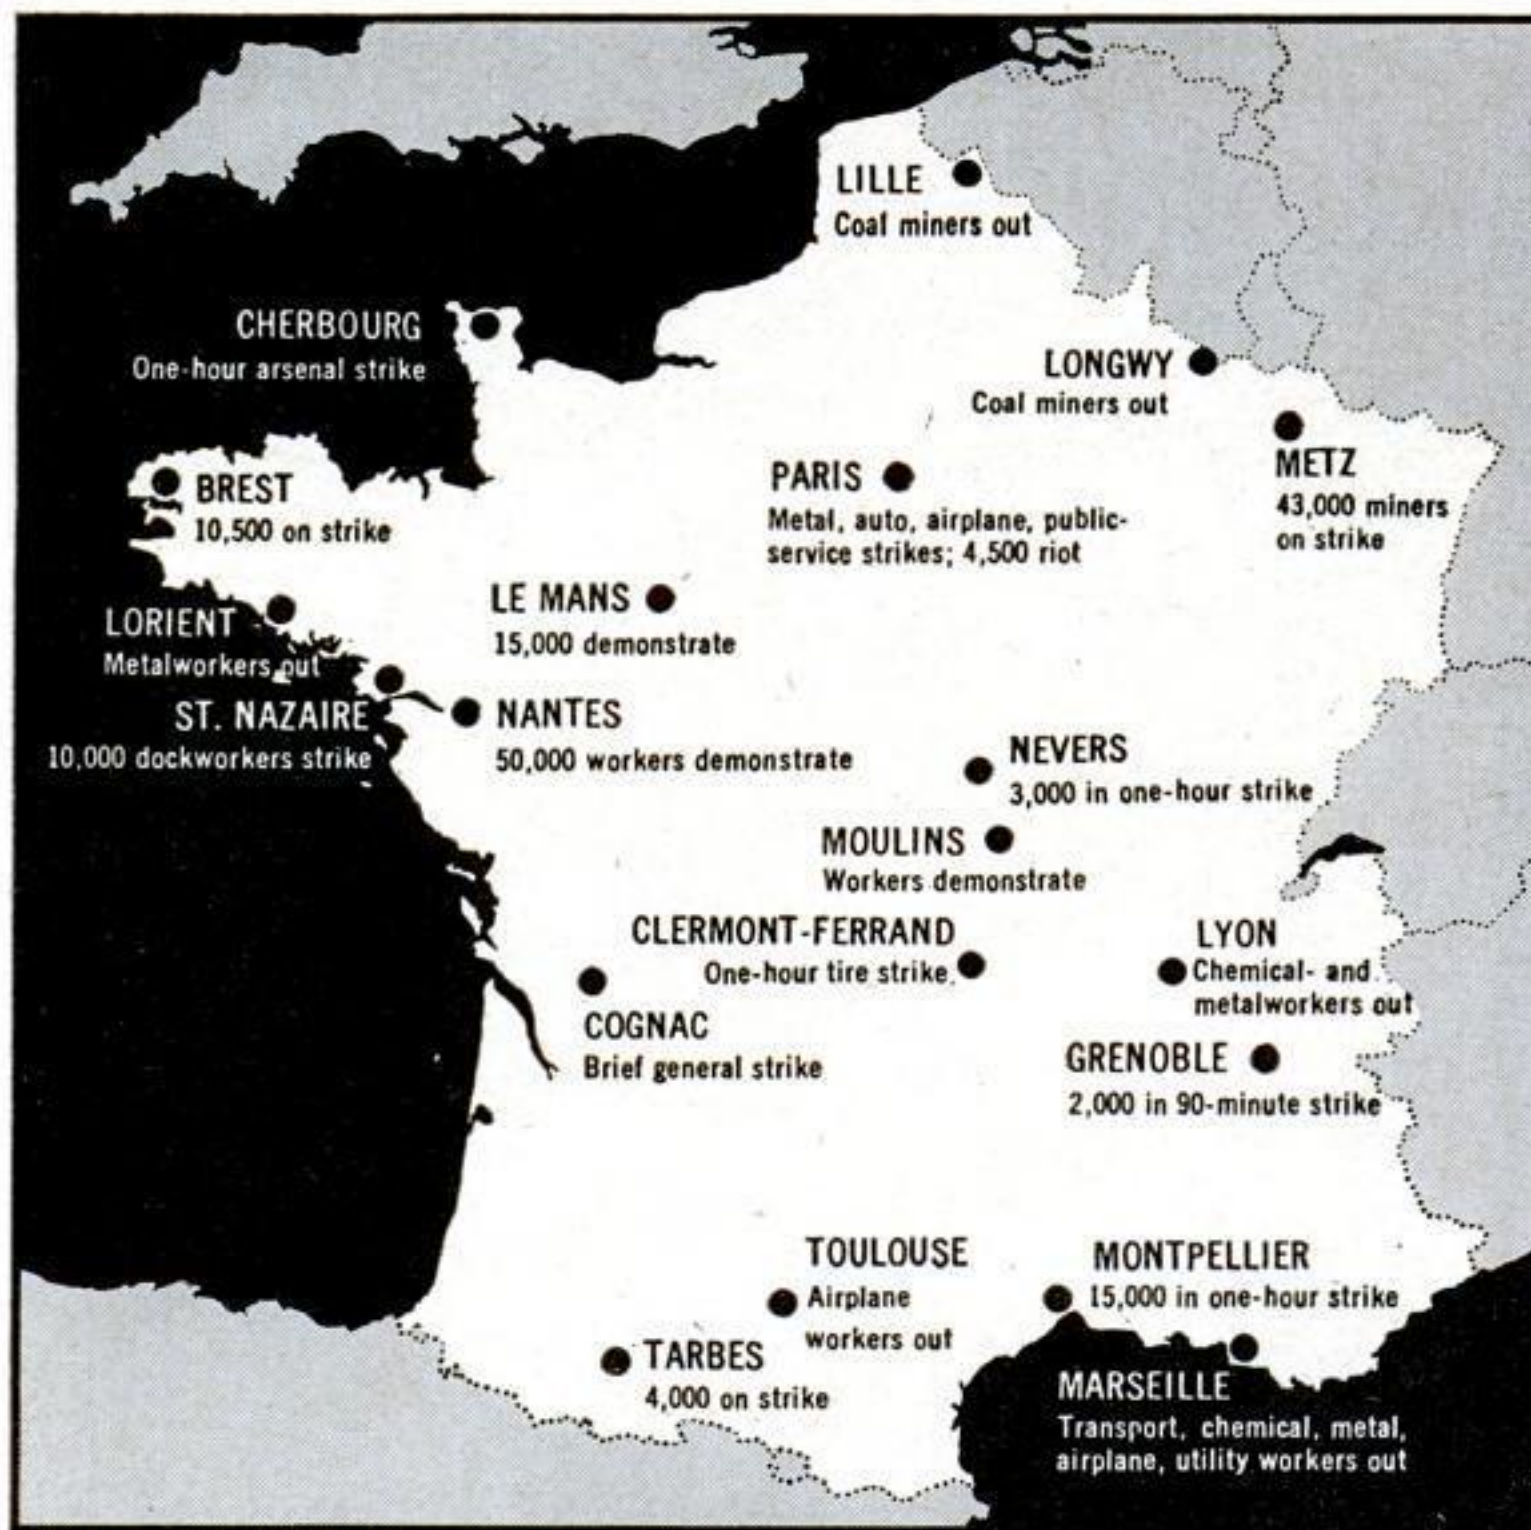 LILLE
Coal miners out
CHERBOURG
One-hour arsenal strike
LONGWY
Coal miners out
METZ
43,000 miners
on strike
PARIS
Metal, auto, airplane, public-
service strikes; 4,500 riot
BREST
10,500 on strike
LE MANS
15,000 demonstrate
LORIENT
Metalworkers out
ST. NAZAIRE
10,000 dockworkers strike
NANTES
50,000 workers demonstrate
NEVERS
3,000 in one-hour strike
MOULINS
Workers demonstrate
CLERMONT-FERRAND
One-hour tire strike
LYON
Chemical- and
metalworkers out
COGNAC
Brief general strike
GRENOBLE
2,000 in 90-minute strike
TOULOUSE
Airplane
workers out
MONTPELLIER
15,000 in one-hour strike
TARBES
4,000 on strike
MARSEILLE
Transport, chemical, metal,
airplane, utility workers out